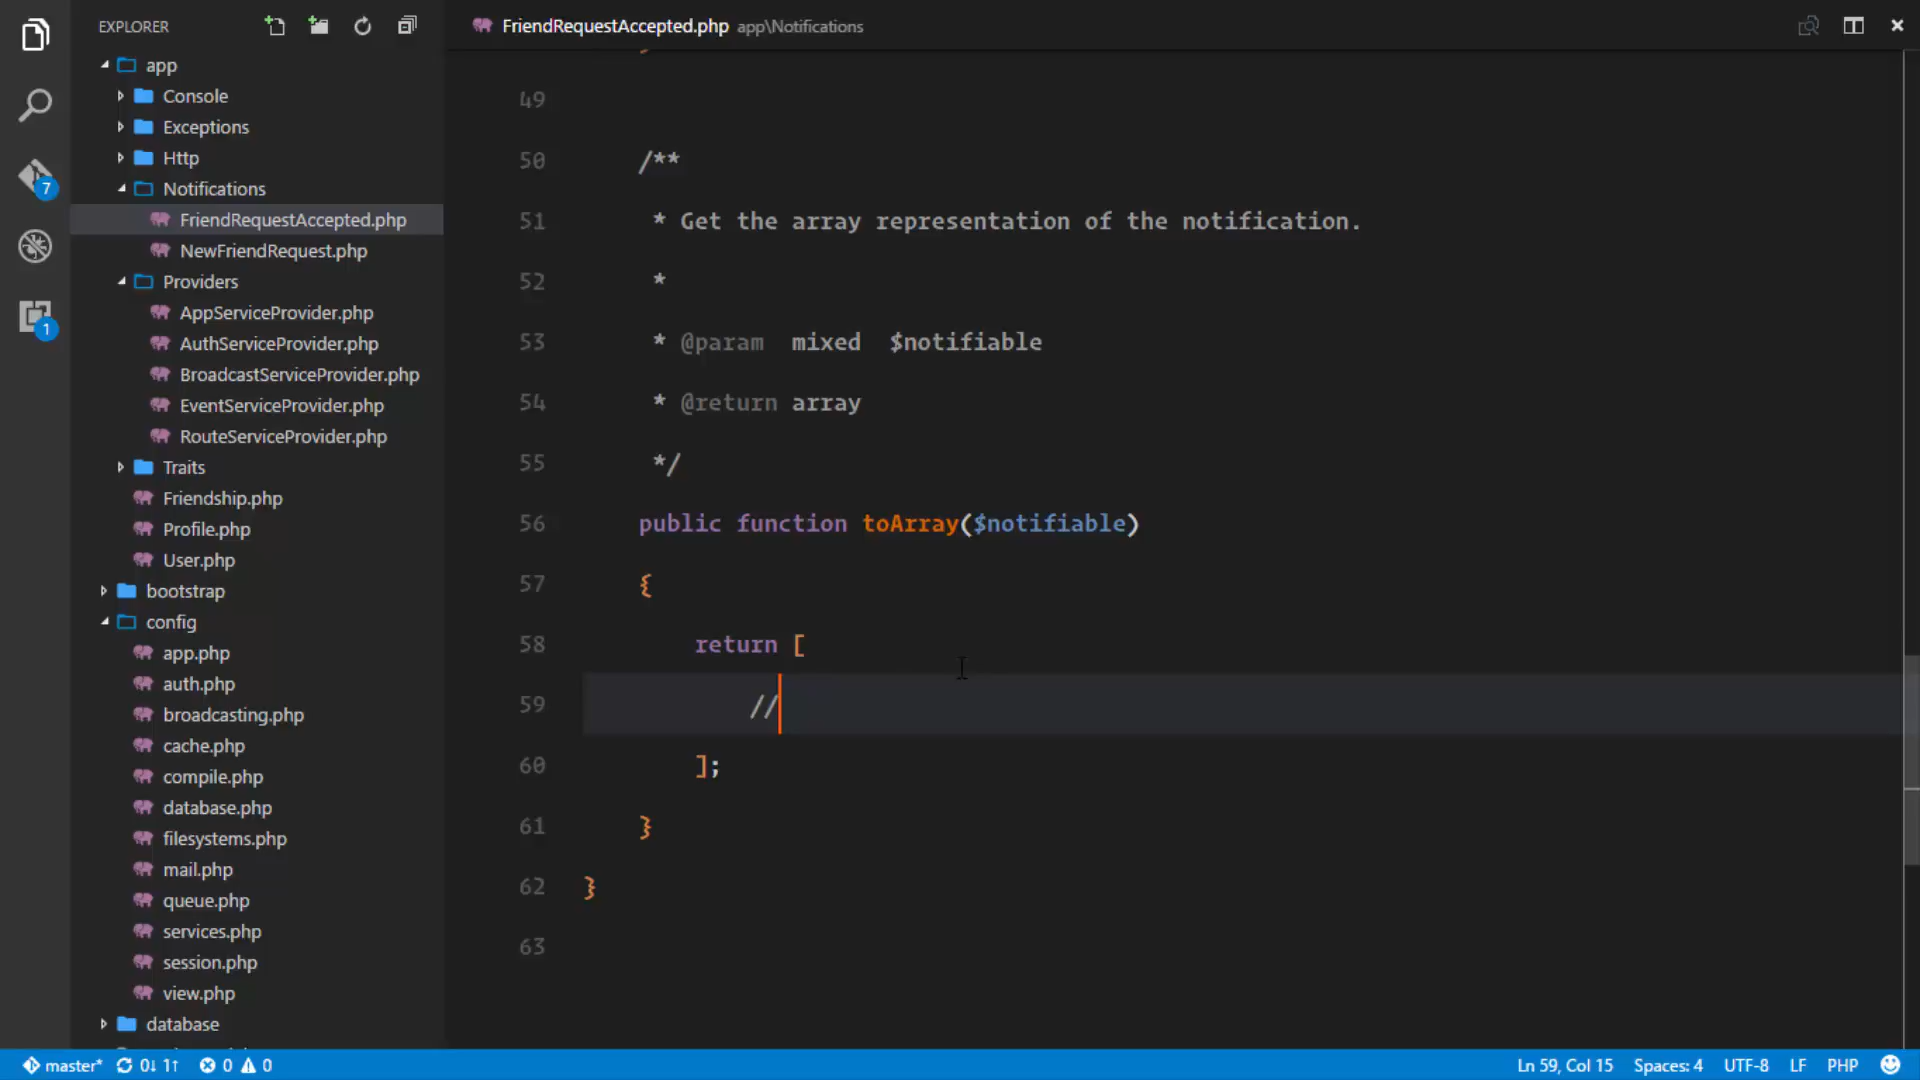 EXPLORER
app
Console
Exceptions
Http
Notifications
FriendRequestAccepted.php
NewFriendRequest.php
Providers
AppServiceProvider.php
AuthServiceProvider.php
BroadcastServiceProvider.php
EventServiceProvider.php
RouteServiceProvider.php
Traits
Friendship.php
Profile.php
User.php
bootstrap
config
app.php
auth.php
broadcasting.php
cache.php
compile.php
database.php
filesystems.php
mail.php
queue.php
services.php
session.php
view.php
database
7
1
FriendRequestAccepted.php app\Notifications
49
50 /**
51 * Get the array representation of the notification.
52 *
53 * @param mixed $notifiable
54 * @return array
55 */
56 public function toArray($notifiable)
57 {
58 return [
59 //
60 ];
61 }
62 }
63
master* 0↓ 1↑ 0 0 Ln 59, Col 15 Spaces: 4 UTF-8 LF PHP